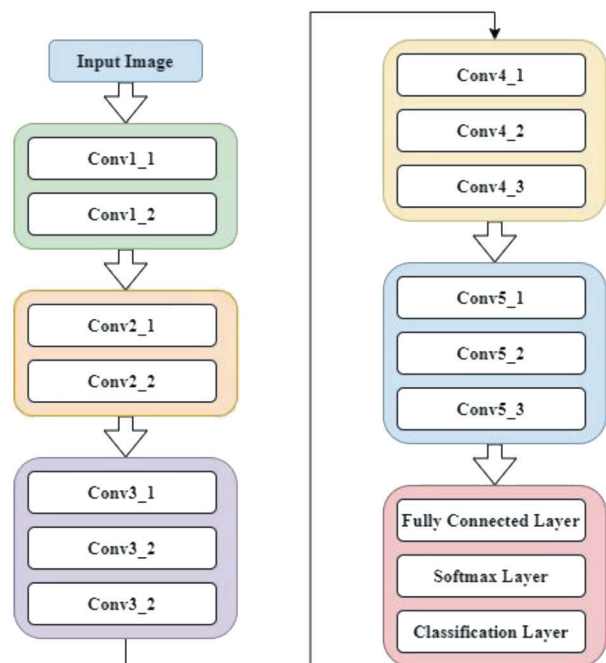 Input Image
Conv1_1
Conv1_2
Conv2_1
Conv2_2
Conv3_1
Conv3_2
Conv3_2
Conv4_1
Conv4_2
Conv4_3
Conv5_1
Conv5_2
Conv5_3
Fully Connected Layer
Softmax Layer
Classification Layer